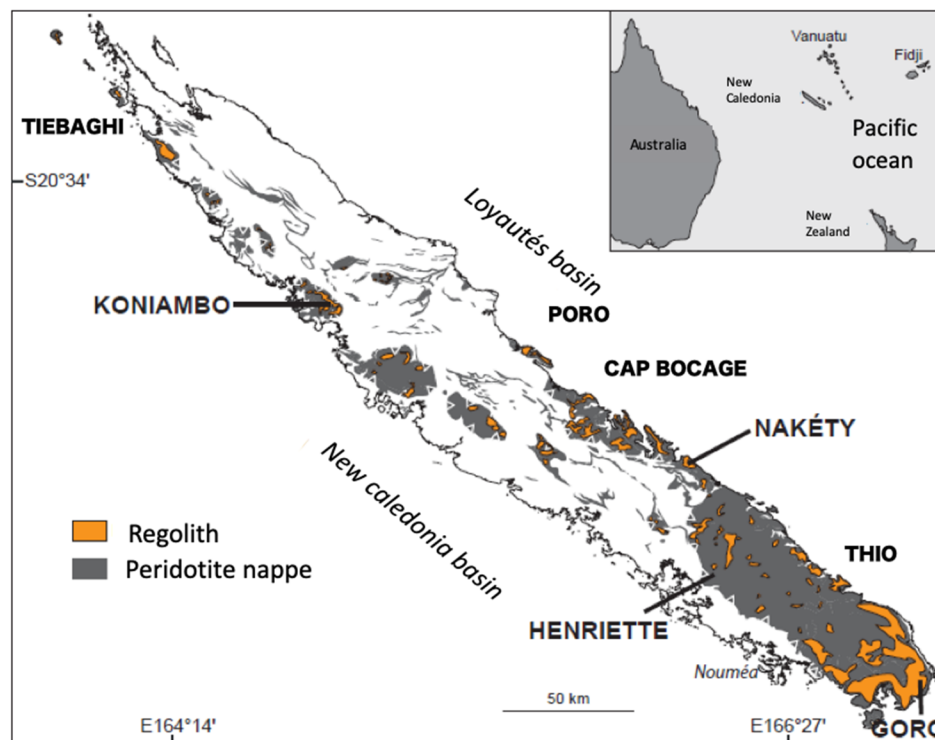 Vanuatu
Fidji
New
Caledonia
Pacific
ocean
Australia
New
Zealand
TIEBAGHI
S20°34'
Loyautés basin
KONIAMBO
PORO
CAP BOCAGE
NAKÉTY
New caledonia basin
Regolith
Peridotite nappe
THIO
HENRIETTE
Nouméa
50 km
GORO
E164°14'
E166°27'